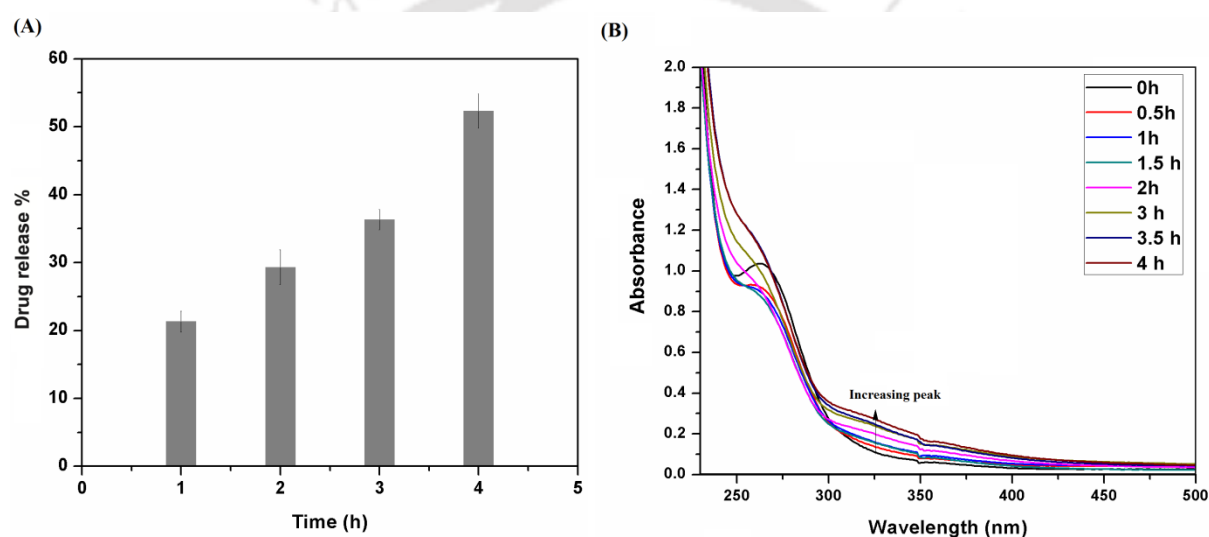 (A)
Drug release %
60
50
40
30
20
10
0
0 1 2 3 4 5
Time (h)
(B)
Absorbance
2.0
1.8
1.6
1.4
1.2
1.0
0.8
0.6
0.4
0.2
0.0
0h
0.5h
1h
1.5 h
2h
3 h
3.5 h
4 h
Increasing peak
250 300 350 400 450 500
Wavelength (nm)